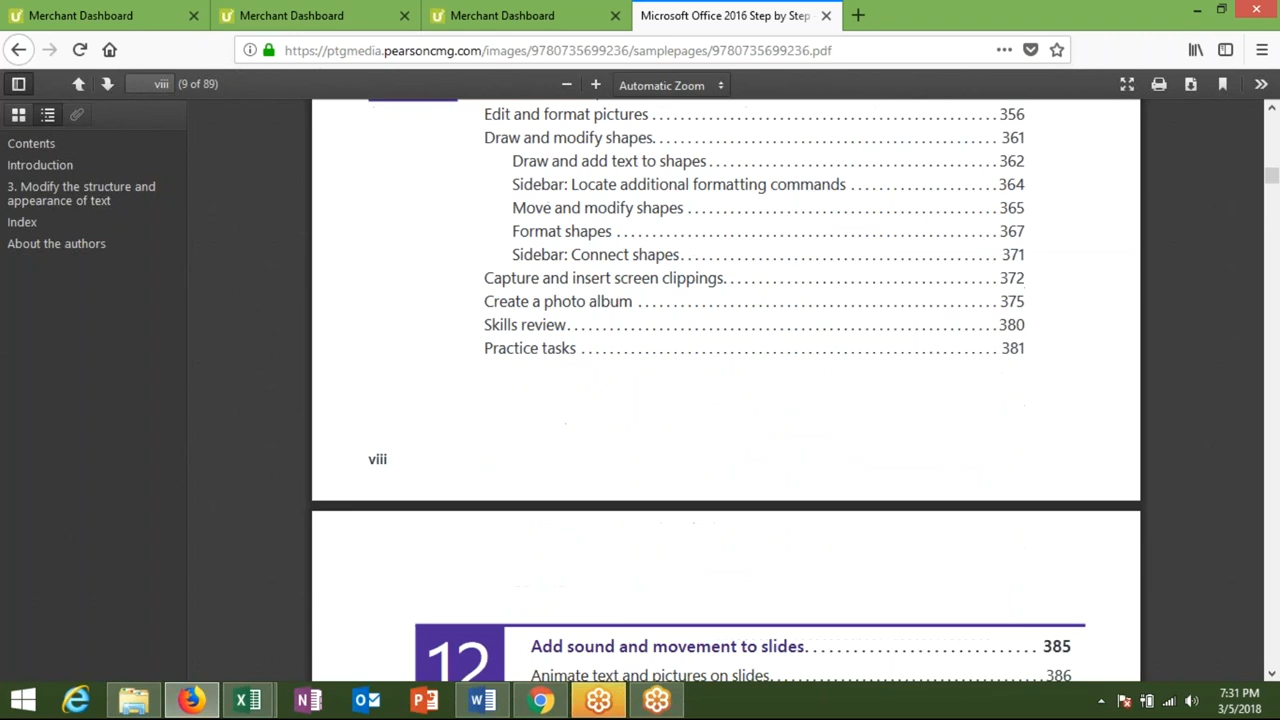 Merchant Dashboard
Merchant Dashboard
Merchant Dashboard
Microsoft Office 2016 Step by Step
https://ptgmedia.pearsoncmg.com/images/9780735699236/samplepages/9780735699236.pdf
viii (9 of 89)
Automatic Zoom
Contents
Introduction
3. Modify the structure and
appearance of text
Index
About the authors
Edit and format pictures 356
Draw and modify shapes 361
Draw and add text to shapes 362
Sidebar: Locate additional formatting commands 364
Move and modify shapes 365
Format shapes 367
Sidebar: Connect shapes 371
Capture and insert screen clippings 372
Create a photo album 375
Skills review 380
Practice tasks 381
viii
12
Add sound and movement to slides 385
Animate text and pictures on slides 386
7:31 PM
3/5/2018